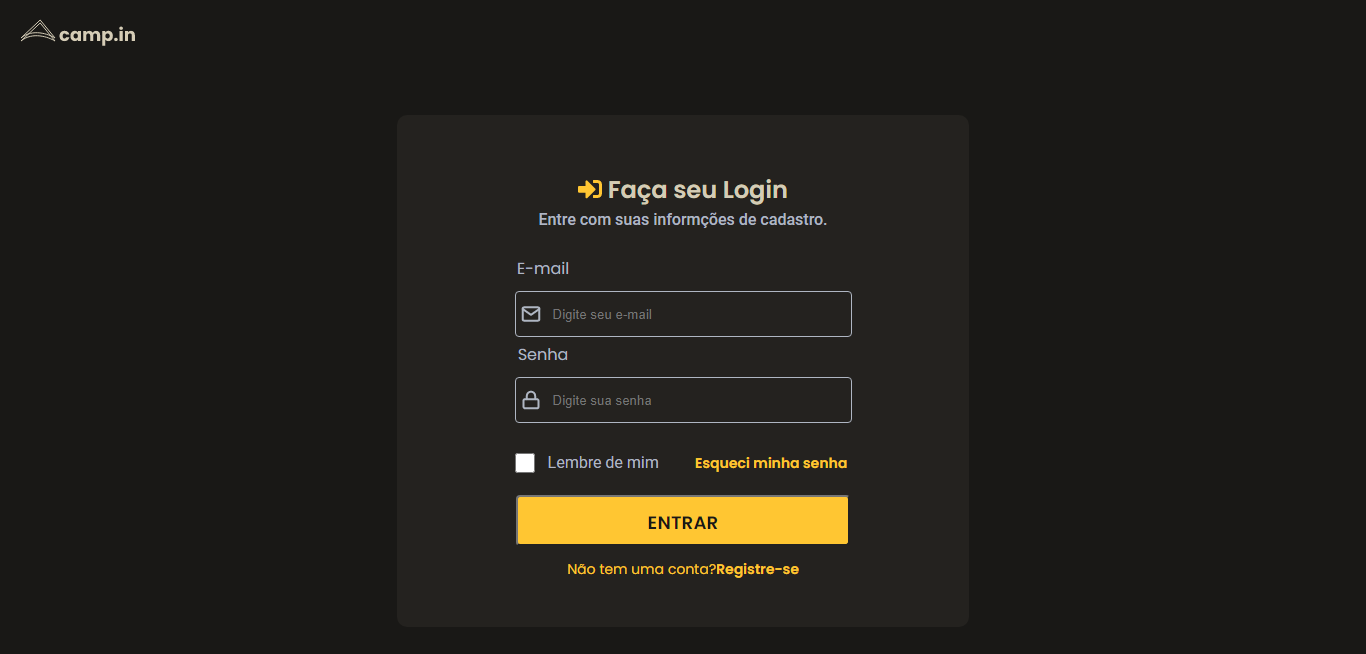 camp.in
Faça seu Login
Entre com suas informções de cadastro.
E-mail
Digite seu e-mail
Senha
Digite sua senha
Lembre de mim Esqueci minha senha
ENTRAR
Não tem uma conta?Registre-se